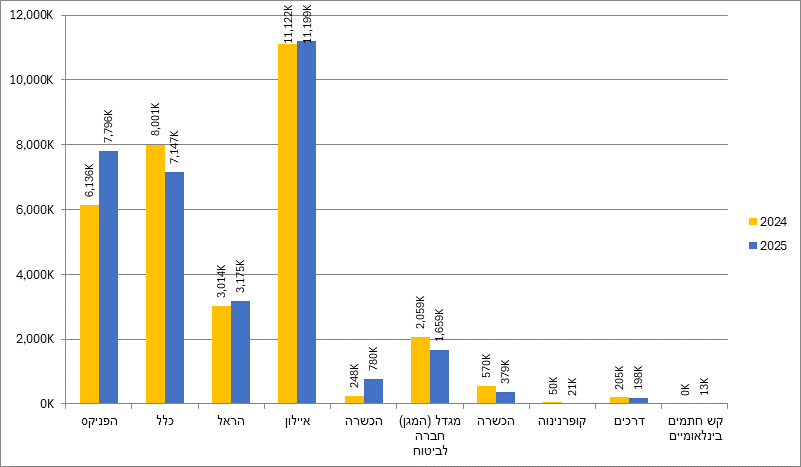 12,000K
10,000K
8,000K
6,000K
4,000K
2,000K
0K
6,136K
7,796K
8,001K
7,147K
3,014K
3,175K
11,122K
11,199K
248K
780K
2,059K
1,659K
570K
379K
50K
21K
205K
198K
0K
13K
הפניקס
כלל
הראל
איילון
הכשרה
מגדל (המגן)
חברה
לביטוח
הכשרה
קופרנינוה
דרכים
קש חתמים
בינלאומיים
2024
2025